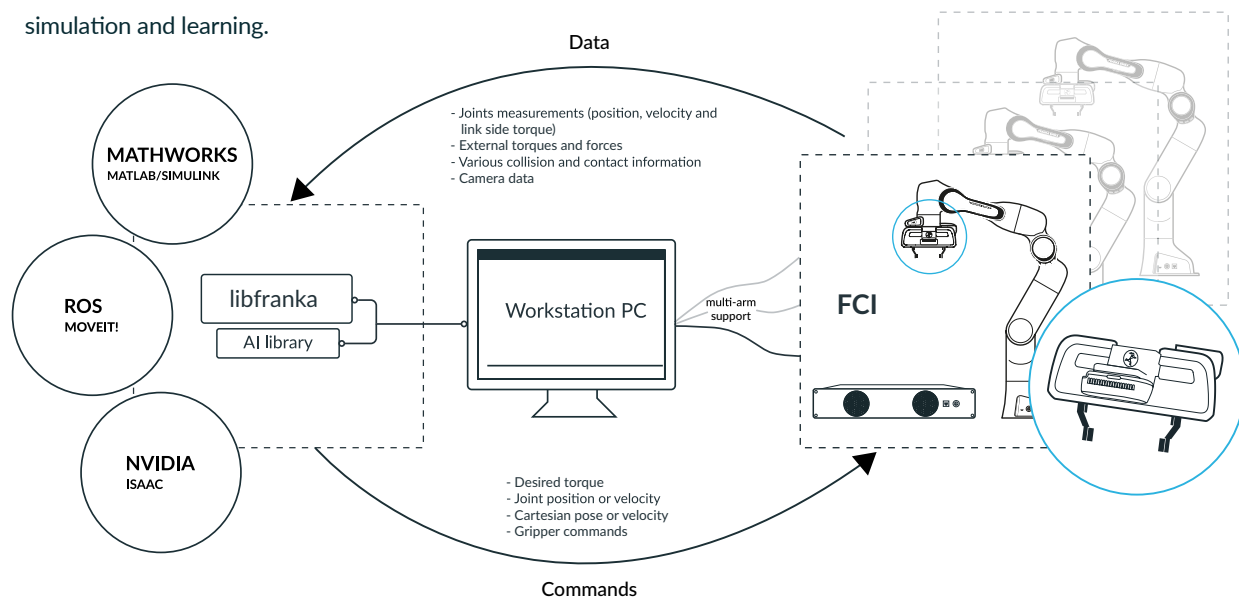 simulation and learning.
Data
- Joints measurements (position, velocity and
link side torque)
- External torques and forces
- Various collision and contact information
- Camera data
MATHWORKS
MATLAB/SIMULINK
ROS
MOVEIT!
NVIDIA
ISAAC
libfranka
AI library
Workstation PC
multi-arm
support
FCI
- Desired torque
- Joint position or velocity
- Cartesian pose or velocity
- Gripper commands
Commands